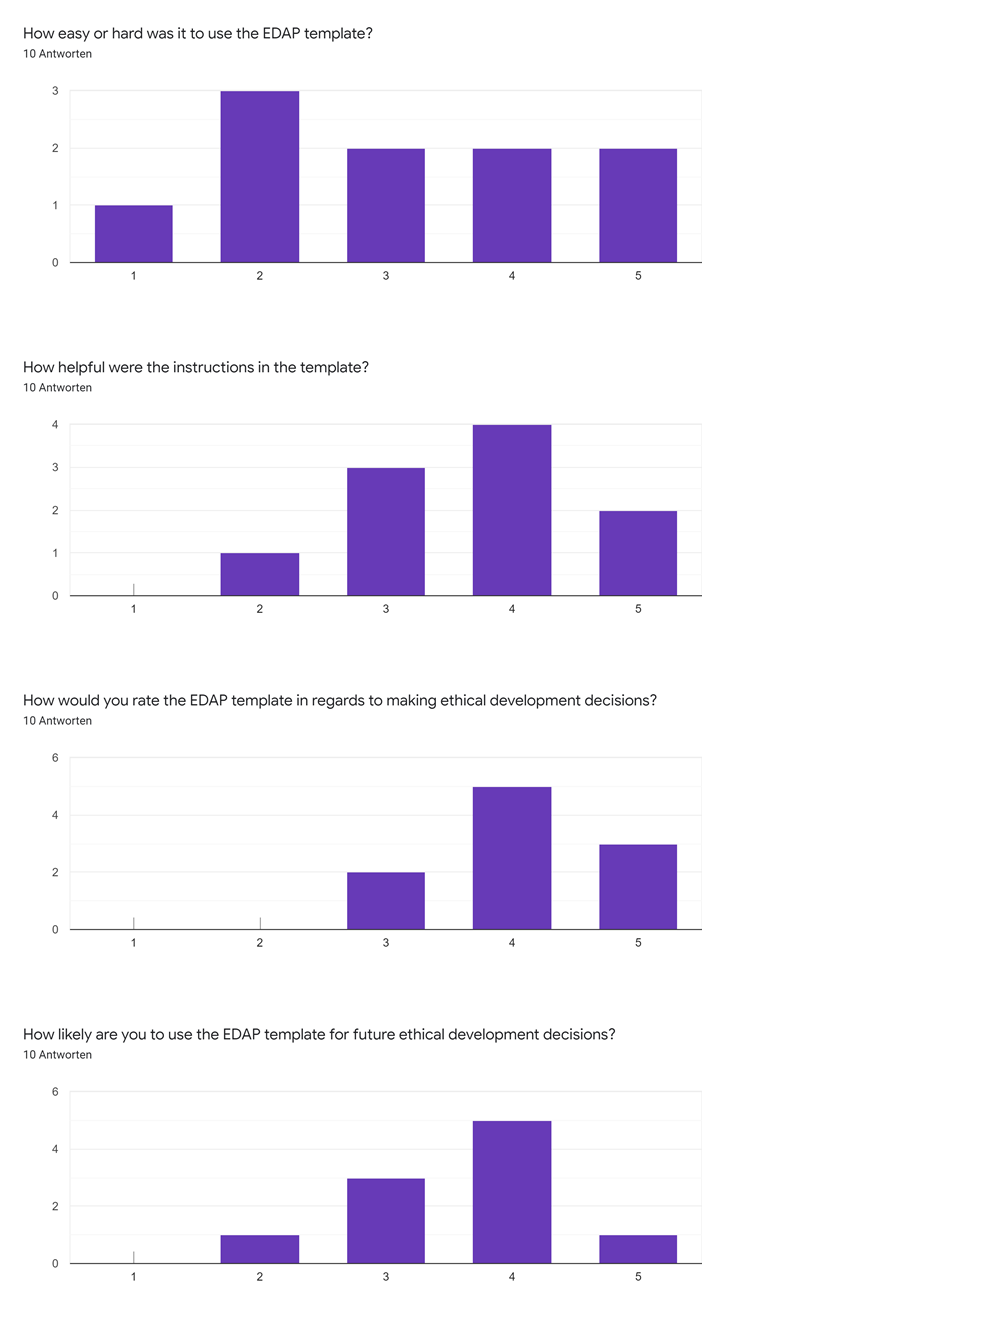 How easy or hard was it to use the EDAP template?
10 Antworten
3
2
1
0
1 2 3 4 5
How helpful were the instructions in the template?
10 Antworten
4
3
2
1
0
1 2 3 4 5
How would you rate the EDAP template in regards to making ethical development decisions?
10 Antworten
6
4
2
0
1 2 3 4 5
How likely are you to use the EDAP template for future ethical development decisions?
10 Antworten
6
4
2
0
1 2 3 4 5